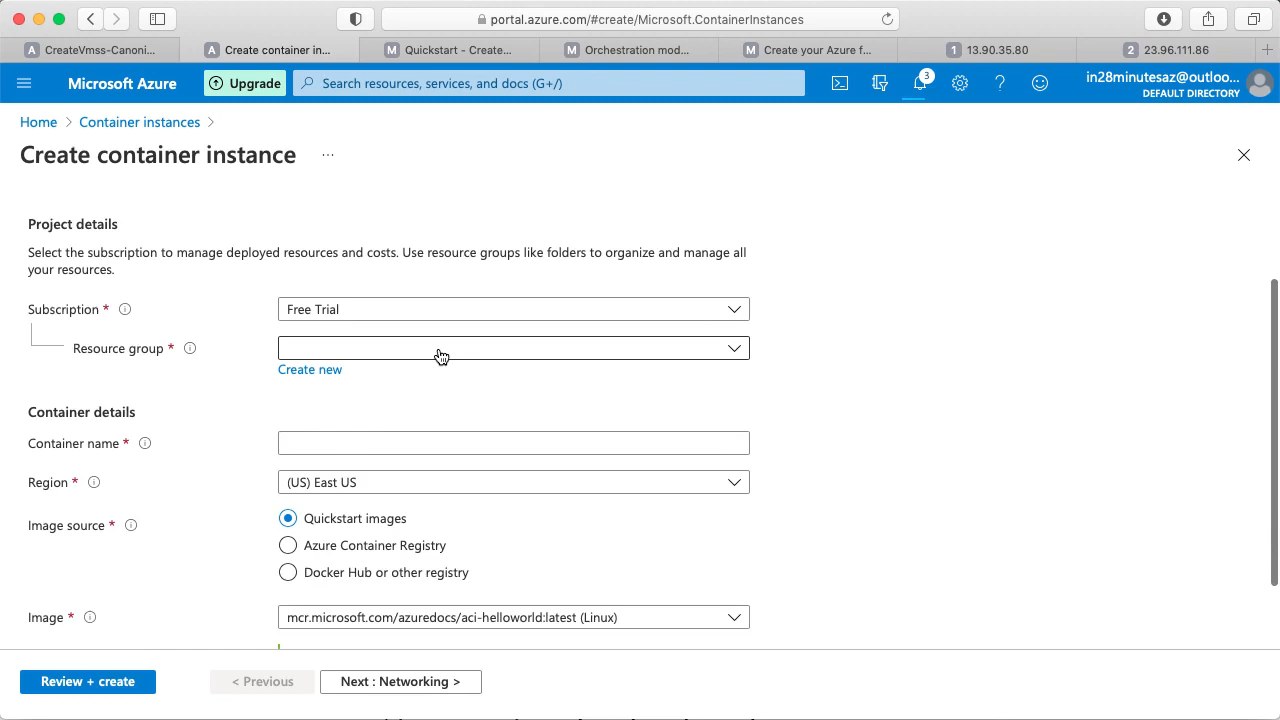 portal.azure.com/#create/Microsoft.ContainerInstances
CreateVmss-Canoni...
Create container in...
Quickstart - Create...
Orchestration mod...
Create your Azure f...
1 13.90.35.80
2 23.96.111.86
Microsoft Azure
Upgrade
Search resources, services, and docs (G+/)
3
in28minutesaz@outloo...
DEFAULT DIRECTORY
Home > Container instances >
Create container instance ...
Project details
Select the subscription to manage deployed resources and costs. Use resource groups like folders to organize and manage all
your resources.
Subscription *
Free Trial
Resource group *
Create new
Container details
Container name *
Region *
(US) East US
Image source *
Quickstart images
Azure Container Registry
Docker Hub or other registry
Image *
mcr.microsoft.com/azuredocs/aci-helloworld:latest (Linux)
Review + create
< Previous
Next : Networking >